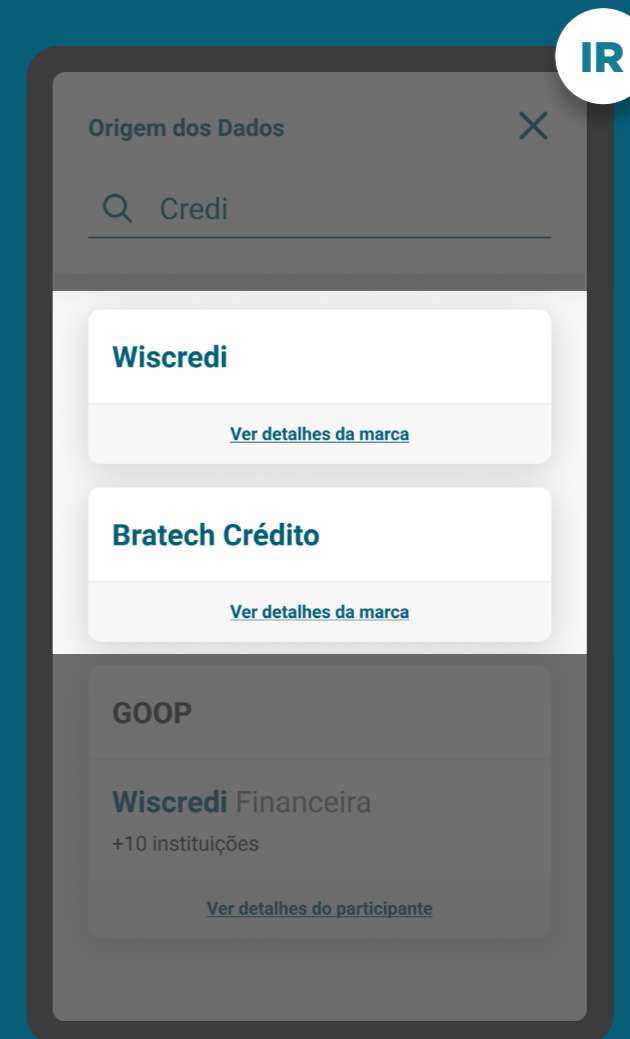 IR
Origem dos Dados
Credi
Wiscredi
Ver detalhes da marca
Bratech Crédito
Ver detalhes da marca
GOOP
Wiscredi Financeira
+10 instituições
Ver detalhes do participante